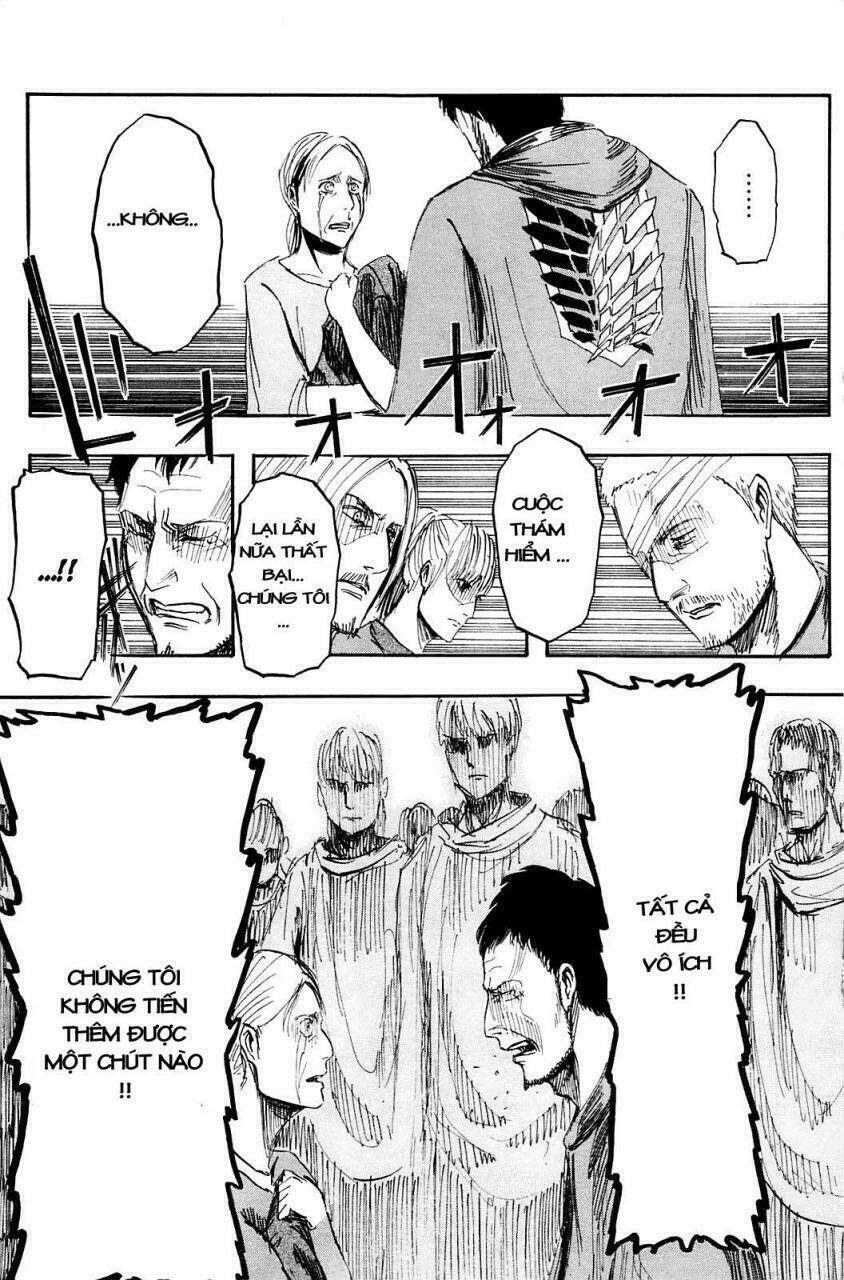 ......
...KHÔNG...
CUỘC
THÁM
HIỂM ...
LẠI LẦN
NỮA THẤT
BẠI...
CHÚNG TÔI
...
...!!
TẤT CẢ
ĐỀU
VÔ ÍCH
!!
CHÚNG TÔI
KHÔNG TIẾN
THÊM ĐƯỢC
MỘT CHÚT NÀO
!!